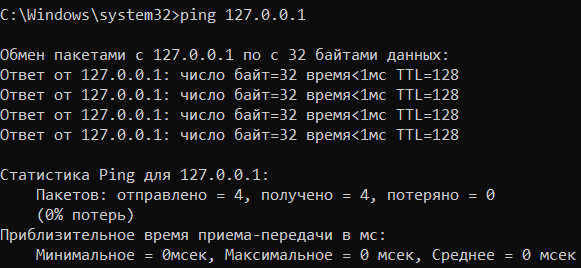 C:\Windows\system32>ping 127.0.0.1
Обмен пакетами с 127.0.0.1 по с 32 байтами данных:
Ответ от 127.0.0.1: число байт=32 время<1мс TTL=128
Ответ от 127.0.0.1: число байт=32 время<1мс TTL=128
Ответ от 127.0.0.1: число байт=32 время<1мс TTL=128
Ответ от 127.0.0.1: число байт=32 время<1мс TTL=128
Статистика Ping для 127.0.0.1:
Пакетов: отправлено = 4, получено = 4, потеряно = 0
(0% потерь)
Приблизительное время приема-передачи в мс:
Минимальное = 0мсек, Максимальное = 0 мсек, Среднее = 0 мсек